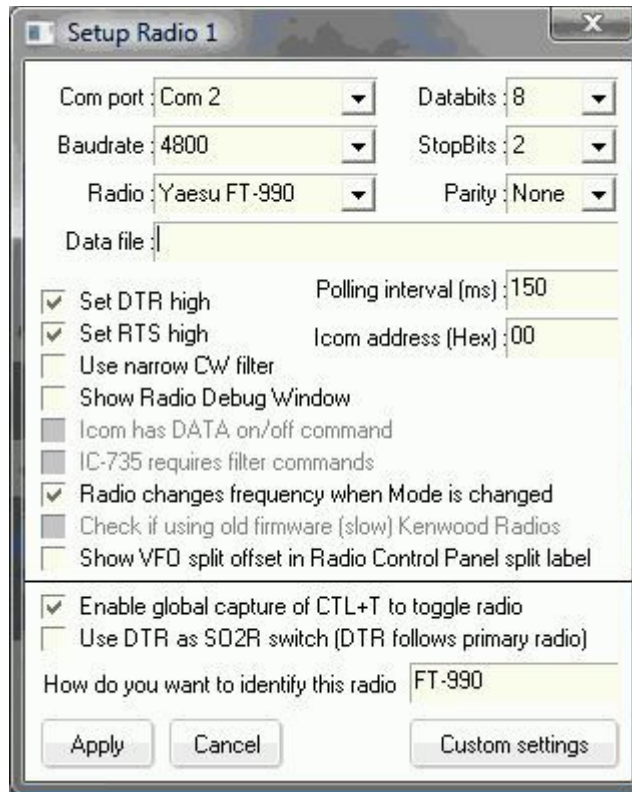 Setup Radio 1
Com port : Com 2 Databits : 8
Baudrate : 4800 StopBits : 2
Radio : Yaesu FT-990 Parity : None
Data file :
Polling interval (ms) : 150
Set DTR high
Set RTS high Icom address (Hex) : 00
Use narrow CW filter
Show Radio Debug Window
Icom has DATA on/off command
IC-735 requires filter commands
Radio changes frequency when Mode is changed
Check if using old firmware (slow) Kenwood Radios
Show VFO split offset in Radio Control Panel split label
Enable global capture of CTL+T to toggle radio
Use DTR as SO2R switch (DTR follows primary radio)
How do you want to identify this radio FT-990
Apply Cancel Custom settings